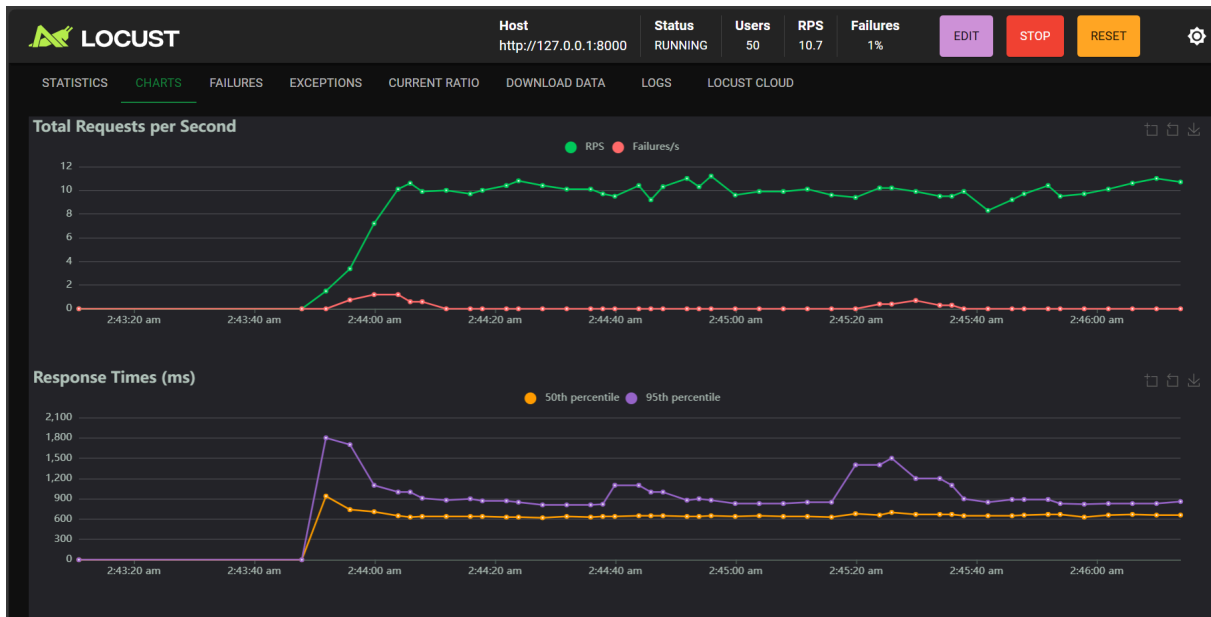 LOCUST
Host Status Users RPS Failures
http://127.0.0.1:8000 RUNNING 50 10.7 1%
EDIT STOP RESET
STATISTICS CHARTS FAILURES EXCEPTIONS CURRENT RATIO DOWNLOAD DATA LOGS LOCUST CLOUD
Total Requests per Second
RPS Failures/s
12
10
8
6
4
2
0
2:43:20 am 2:43:40 am 2:44:00 am 2:44:20 am 2:44:40 am 2:45:00 am 2:45:20 am 2:45:40 am 2:46:00 am
Response Times (ms)
50th percentile 95th percentile
2,100
1,800
1,500
1,200
900
600
300
0
2:43:20 am 2:43:40 am 2:44:00 am 2:44:20 am 2:44:40 am 2:45:00 am 2:45:20 am 2:45:40 am 2:46:00 am